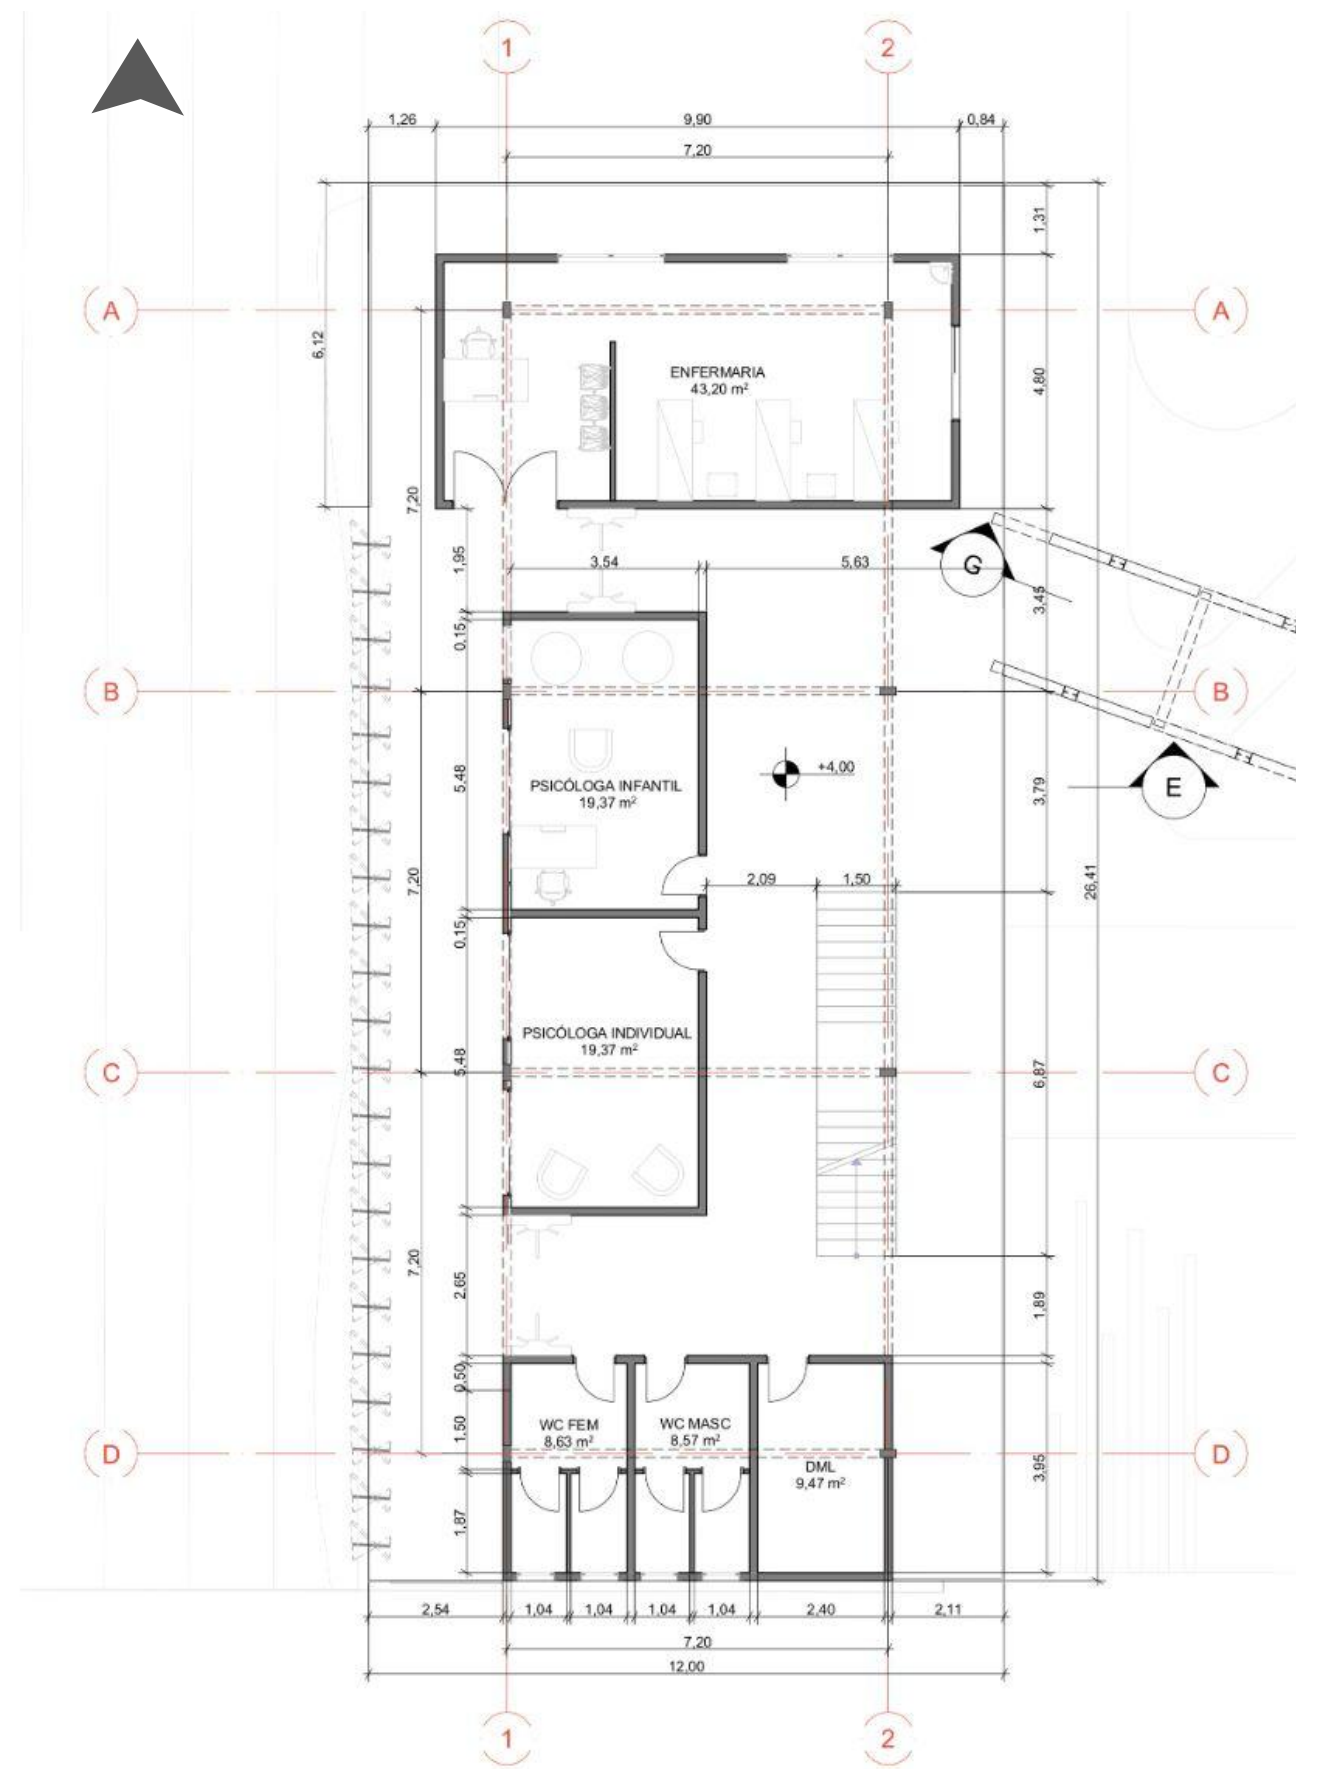 1
2
1,26
9,90
0,84
7,20
1,31
A
A
6,12
ENFERMARIA
43,20 m²
4,80
7,20
1,95
3,54
5,63
G
3,45
0,15
B
B
5,48
PSICÓLOGA INFANTIL
19,37 m²
+4,00
3,79
E
7,20
2,09
1,50
26,41
0,15
PSICÓLOGA INDIVIDUAL
19,37 m²
5,48
C
C
6,87
7,20
2,65
1,89
0,50
1,50
WC FEM
8,63 m²
WC MASC
8,57 m²
D
D
DML
9,47 m²
3,95
1,87
2,54
1,04
1,04
1,04
1,04
2,40
2,11
7,20
12,00
1
2